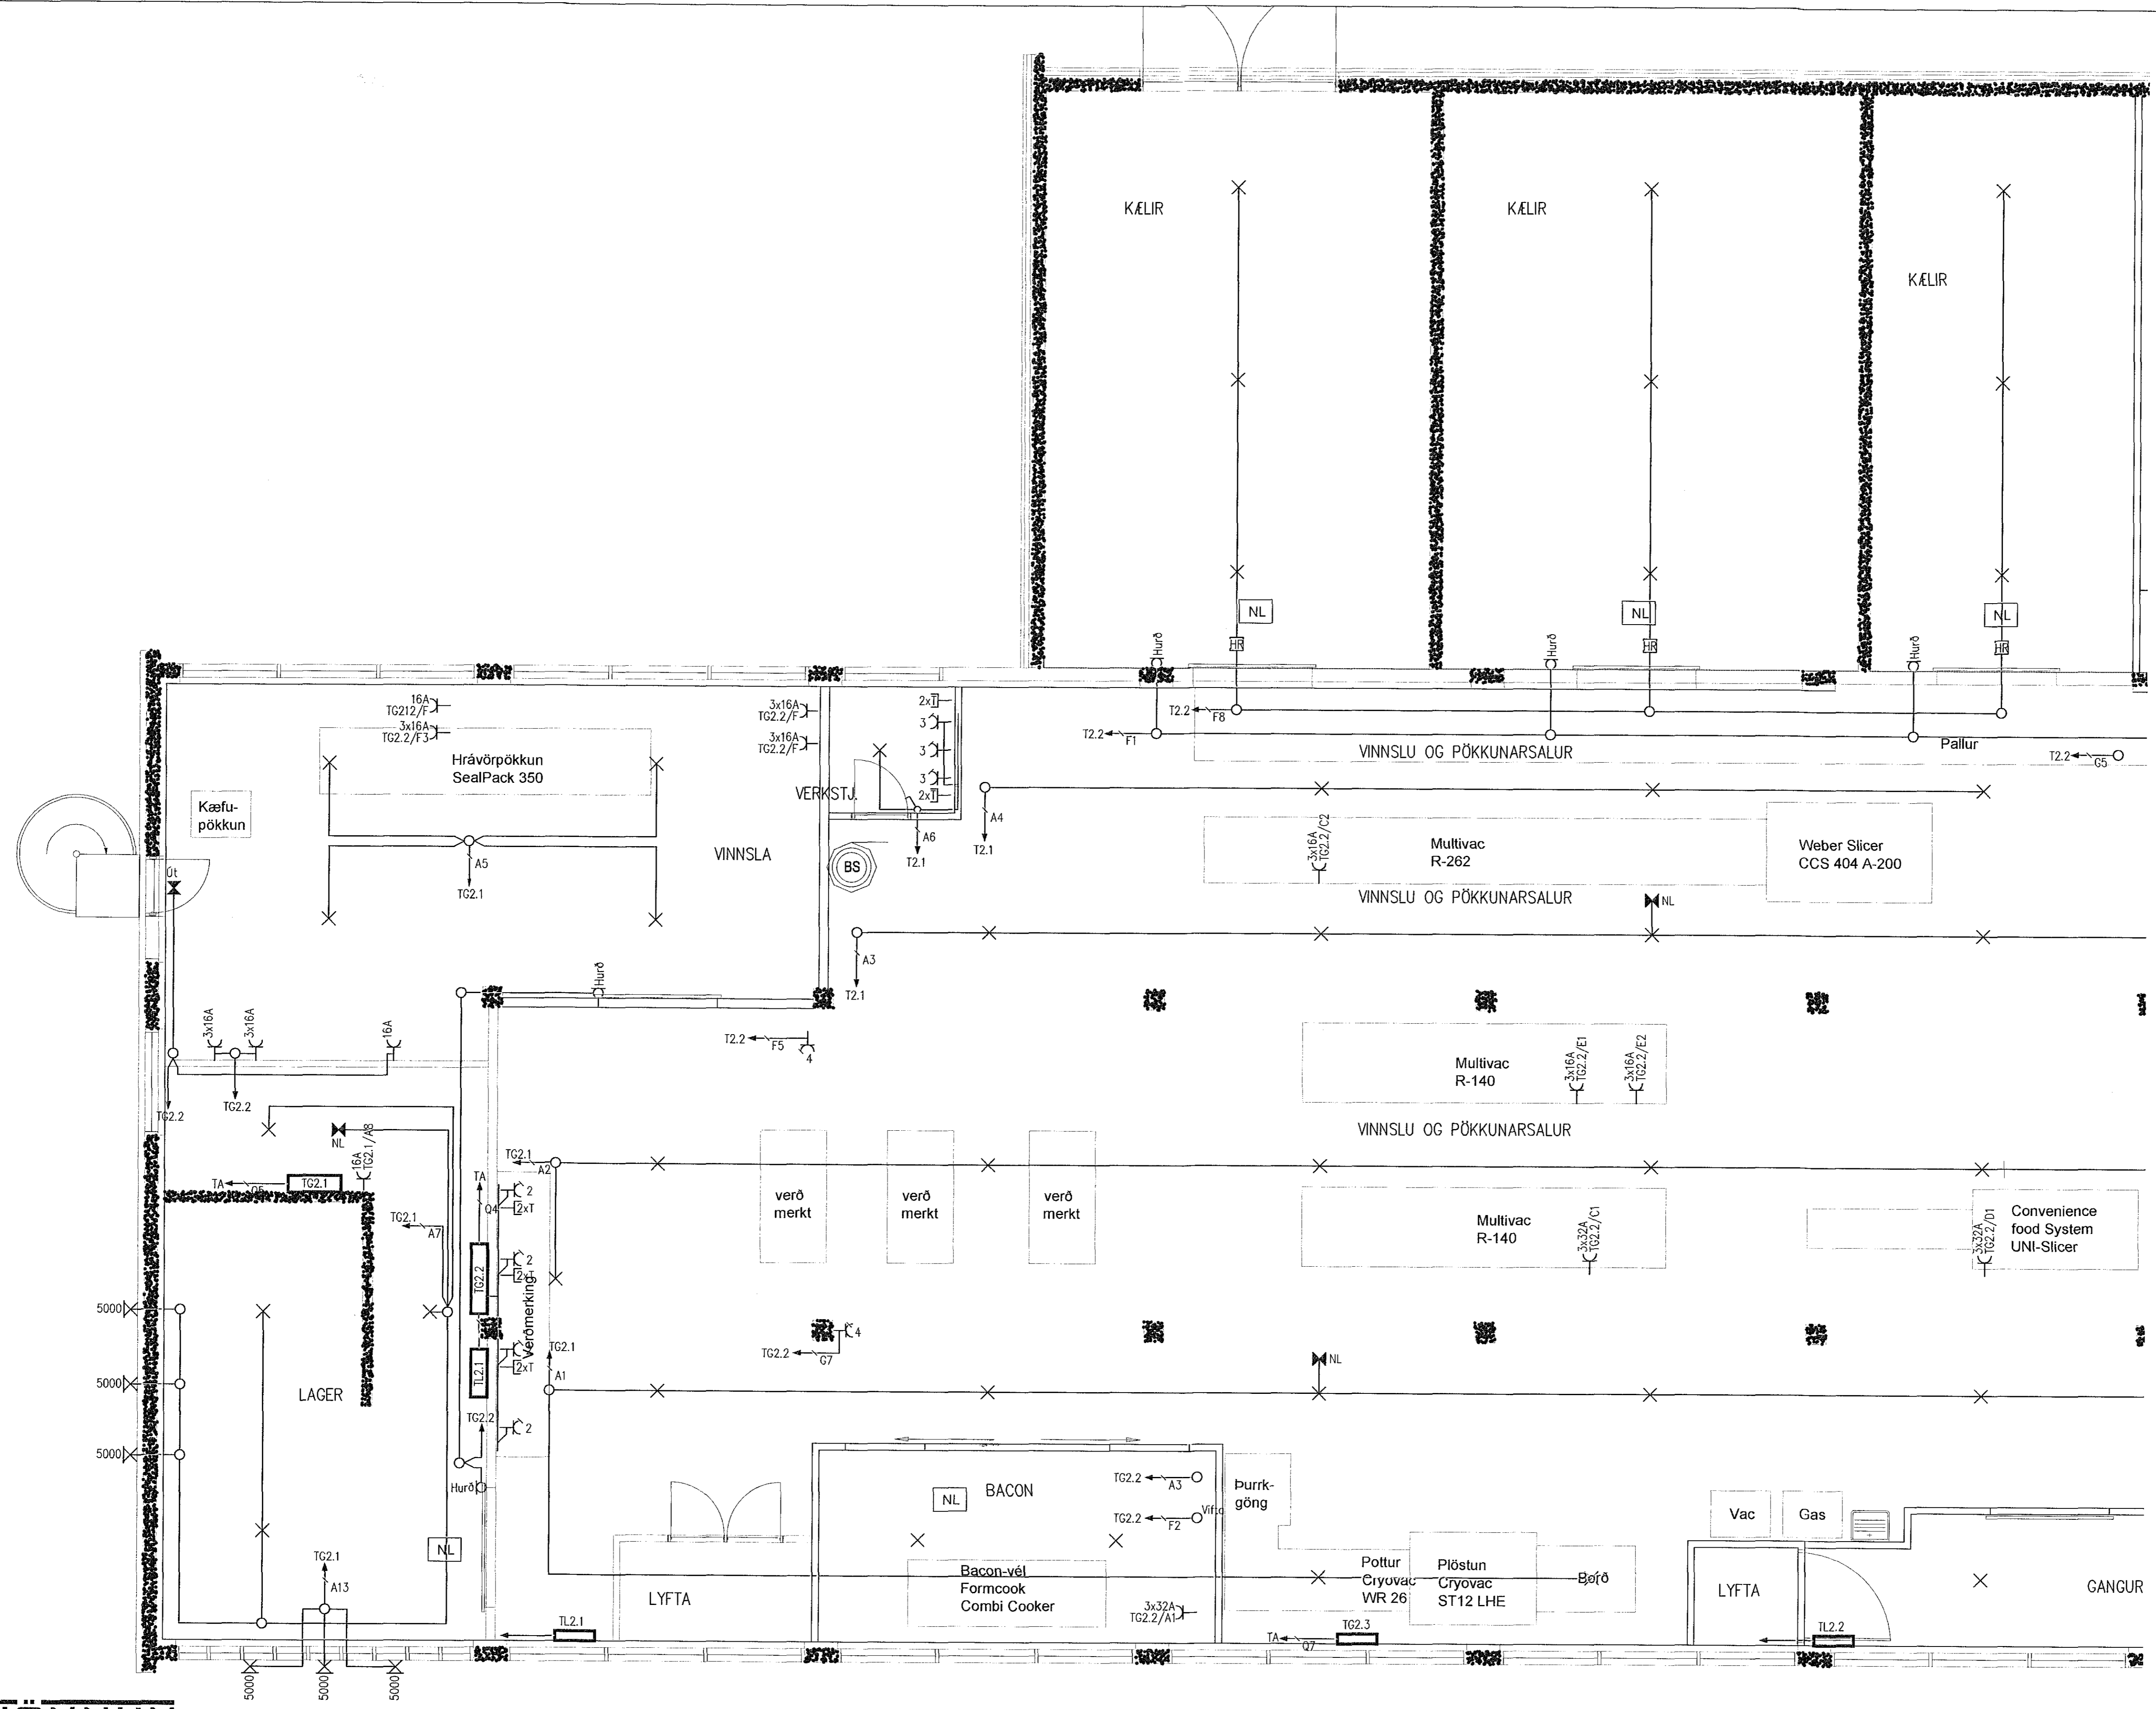 KÆLIR
KÆLIR
KÆLIR
NL
NL
NL
HR
HR
HR
Hurð
Hurð
Hurð
16A
TG212/F
3x16A
TG2.2/F3
3x16A
TG2.2/F
3x16A
TG2.2/F
2xT
3
3
3
2xT
T2.2
F8
T2.2
F1
VINNSLU OG PÖKKUNARSALUR
Pallur
T2.2
G5
Hrávörpökkun
SealPack 350
Kæfu-
pökkun
VERKSTJ.
A6
T2.1
A4
T2.1
3x16A
TG2.2/C2
Multivac
R-262
Weber Slicer
CCS 404 A-200
VINNSLA
BS
A5
TG2.1
Út
VINNSLU OG PÖKKUNARSALUR
NL
A3
T2.1
Hurð
3x16A
3x16A
16A
T2.2
F5
4
TG2.2
TG2.2
NL
16A
TG2.1/A8
Multivac
R-140
3x16A
TG2.2/E1
3x16A
TG2.2/E2
VINNSLU OG PÖKKUNARSALUR
TA
Q5
TG2.1
TG2.1
A7
TG2.1
A2
TA
Q4
2
2xT
TG2.2
2
2xT
Verðmerking
TL2.1
2xT
TG2.1
A1
TG2.2
2
verð
merkt
verð
merkt
verð
merkt
Multivac
R-140
3x32A
TG2.2/C1
Convenience
food System
UNI-Slicer
3x32A
TG2.2/D1
5000
5000
5000
LAGER
4
TG2.2
G7
NL
Hurð
NL
TG2.1
A13
BACON
NL
TG2.2
A3
TG2.2
F2
Þurrk-
göng
Vac
Gas
Bacon-vél
Formcook
Combi Cooker
3x32A
TG2.2/A1
Pottur
Cryovac
WR 26
Plöstun
Cryovac
ST12 LHE
Borð
LYFTA
LYFTA
GANGUR
TL2.1
TA
Q7
TG2.3
TL2.2
5000
5000
5000